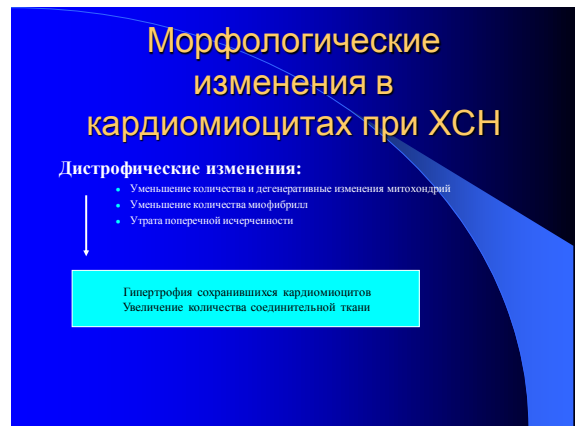 Морфологические
изменения в
кардиомиоцитах при ХСН
Дистрофические изменения:
Уменьшение количества и дегенеративные изменения митохондрий
Уменьшение количества миофибрилл
Утрата поперечной исчерченности
Гипертрофия сохранившихся кардиомиоцитов
Увеличение количества соединительной ткани